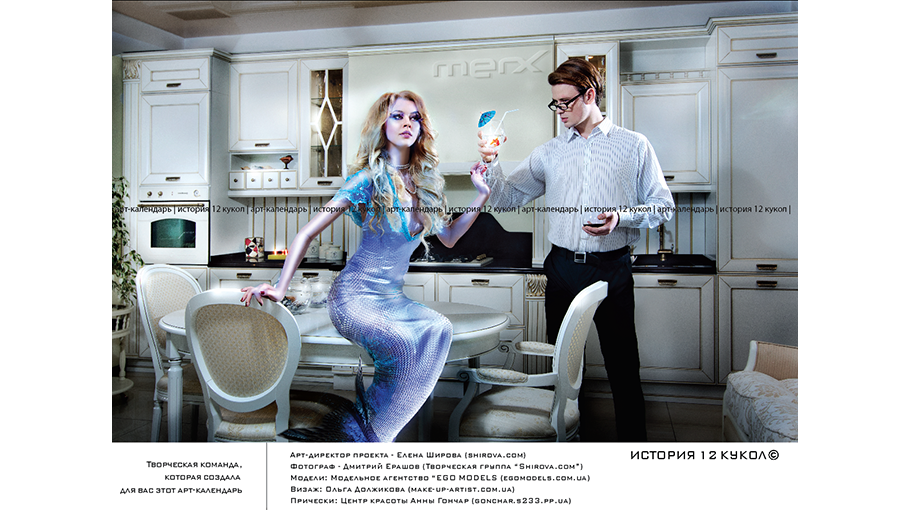 merx
арт-календарь | история 12 кукол | арт-календарь | история 12 кукол | арт-календарь | история 12 кукол | арт-календарь | история 12 кукол | арт-календарь | история 12 кукол |
Творческая команда,
которая создала
для вас этот арт-календарь
Арт-директор проекта - Елена Широва (shirova.com)
Фотограф - Дмитрий Ерашов (Творческая группа "Shirova.com")
Модели: Модельное агентство "EGO MODELS (egomodels.com.ua)
Визаж: Ольга Должикова (make-up-artist.com.ua)
Прически: Центр красоты Анны Гончар (gonchar.s233.pp.ua)
ИСТОРИЯ 12 КУКОЛ©